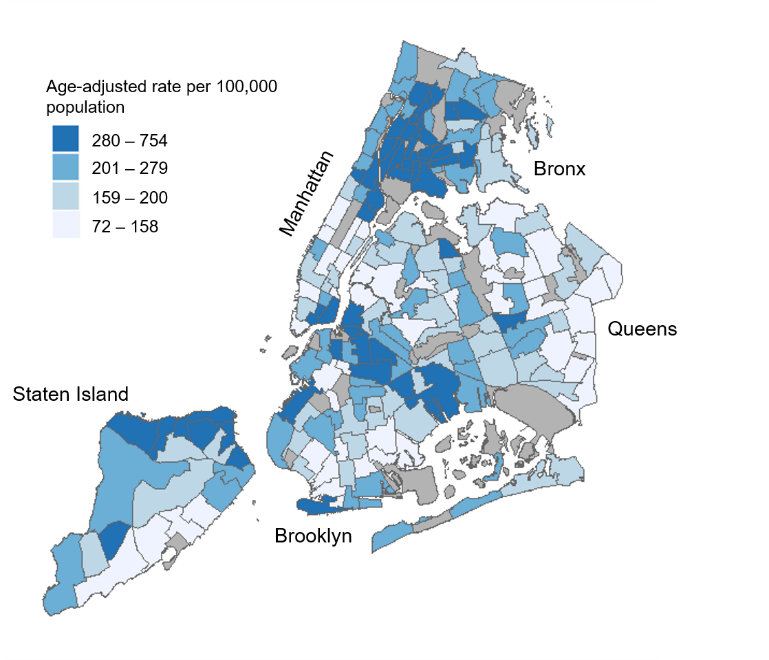 Age-adjusted rate per 100,000
population
280 – 754
201 – 279
159 – 200
72 – 158
Manhattan
Bronx
Queens
Staten Island
Brooklyn